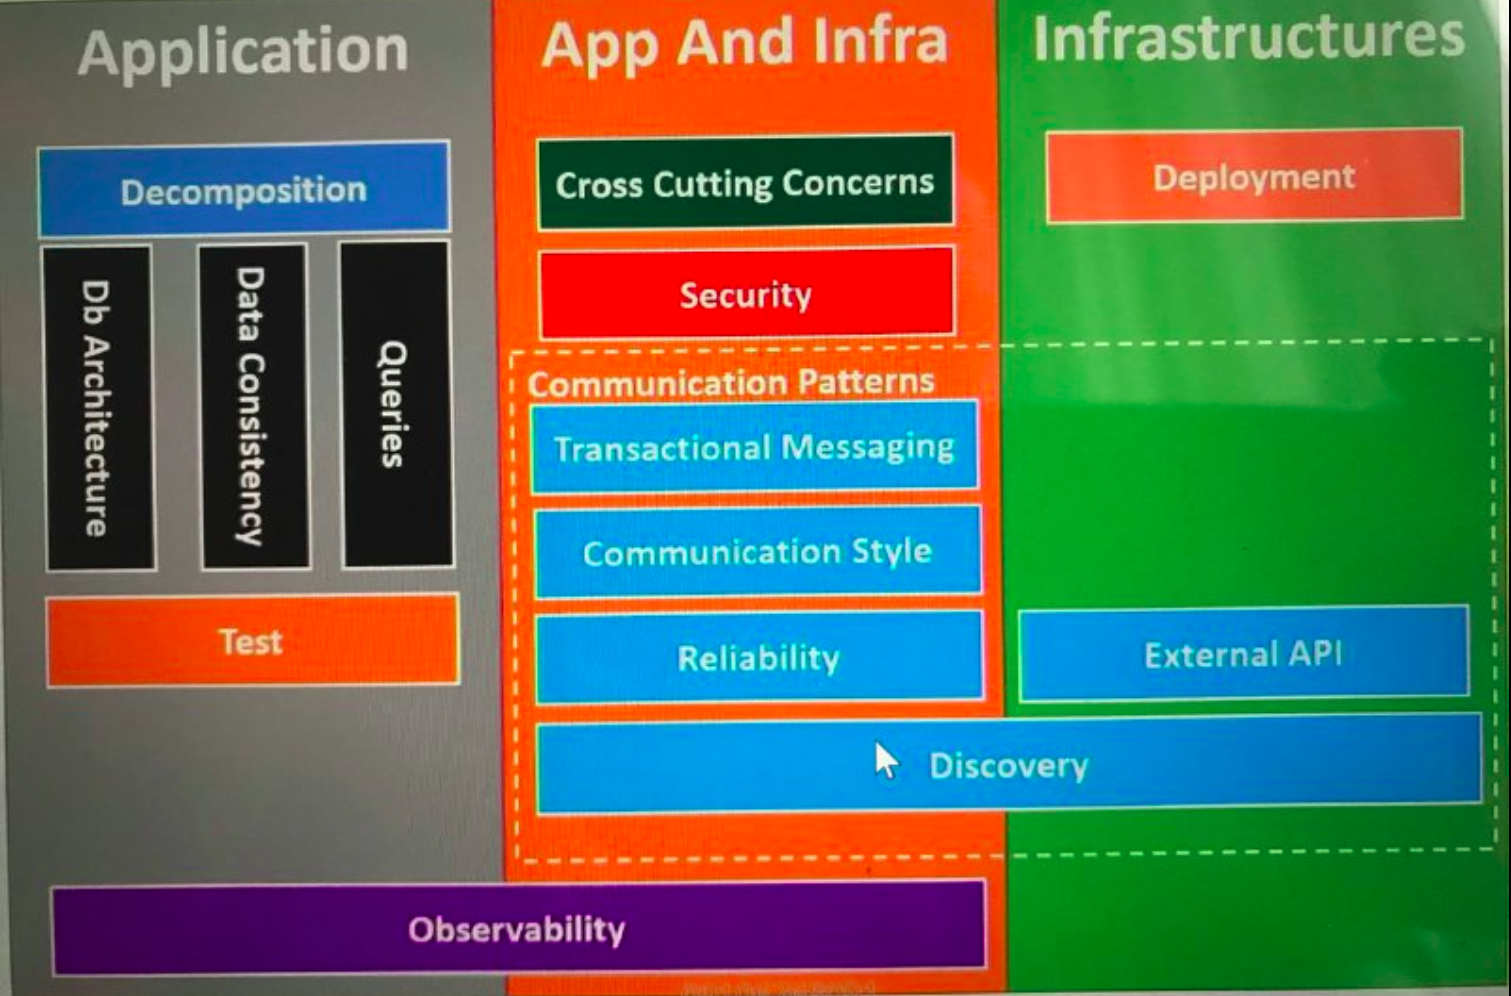 Application
App And Infra
Infrastructures
Decomposition
Db Architecture
Data Consistency
Queries
Test
Cross Cutting Concerns
Security
Communication Patterns
Transactional Messaging
Communication Style
Reliability
Deployment
External API
Discovery
Observability